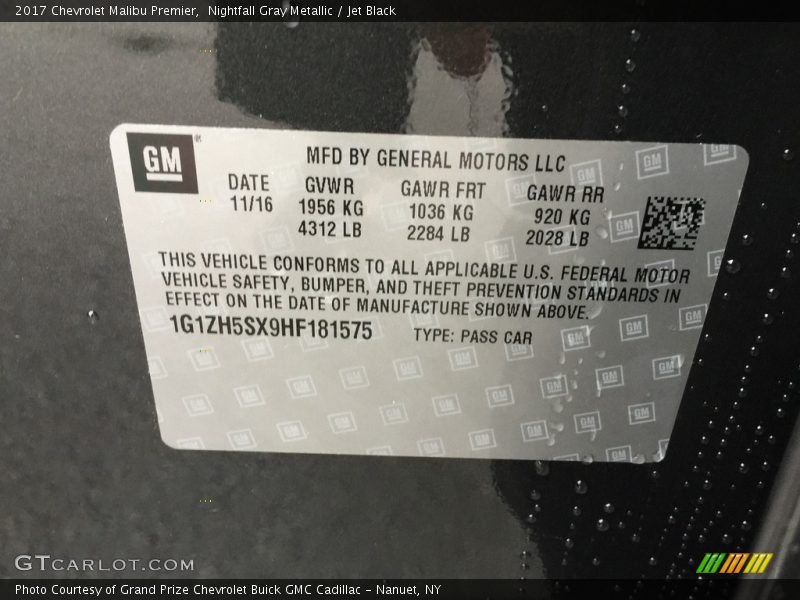 2017 Chevrolet Malibu Premier, Nightfall Gray Metallic / Jet Black
GM
MFD BY GENERAL MOTORS LLC
DATE GVWR GAWR FRT GAWR RR
11/16 1956 KG 1036 KG 920 KG
4312 LB 2284 LB 2028 LB
THIS VEHICLE CONFORMS TO ALL APPLICABLE U.S. FEDERAL MOTOR
VEHICLE SAFETY, BUMPER, AND THEFT PREVENTION STANDARDS IN
EFFECT ON THE DATE OF MANUFACTURE SHOWN ABOVE.
1G1ZH5SX9HF181575 TYPE: PASS CAR
GTCARLOT.COM
Photo Courtesy of Grand Prize Chevrolet Buick GMC Cadillac - Nanuet, NY